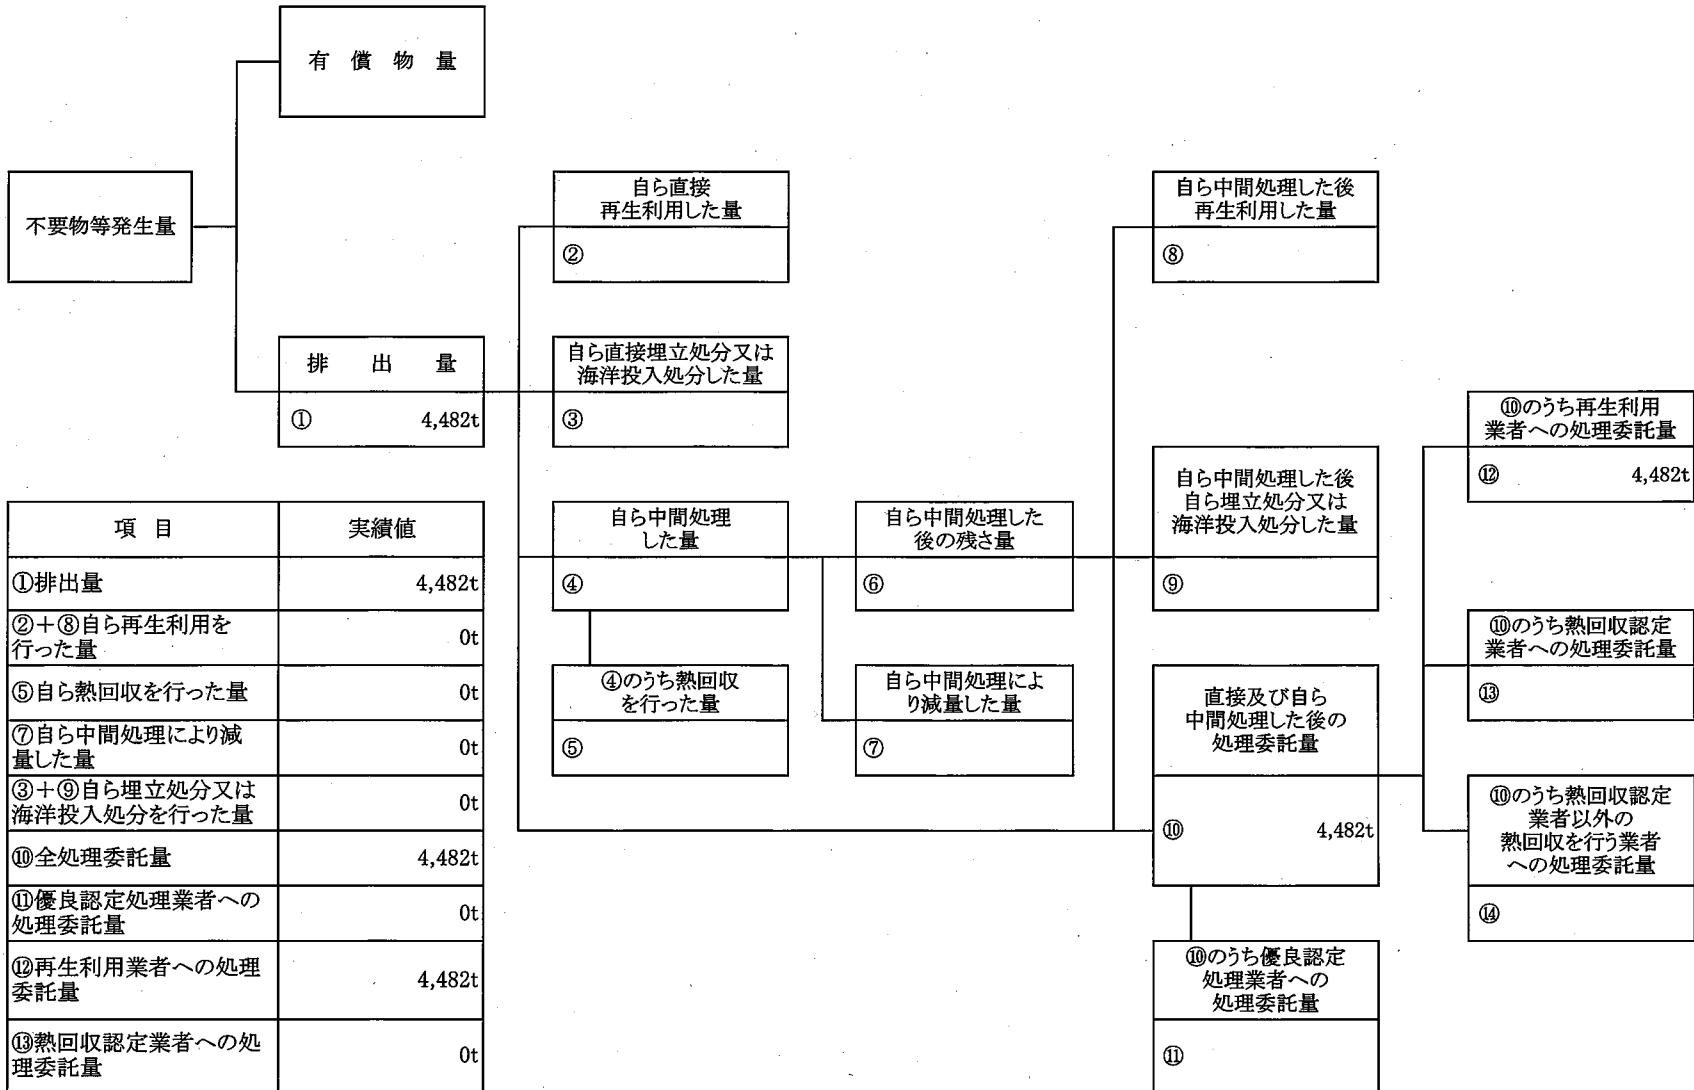 有償物量
不要物等発生量
排出量
① 4,482t
自ら直接
再生利用した量
②
自ら直接埋立処分又は
海洋投入処分した量
③
自ら中間処理
した量
④
④のうち熱回収
を行った量
⑤
自ら中間処理した
後の残さ量
⑥
自ら中間処理によ
り減量した量
⑦
自ら中間処理した後
再生利用した量
⑧
自ら中間処理した後
自ら埋立処分又は
海洋投入処分した量
⑨
直接及び自ら
中間処理した後の
処理委託量
⑩ 4,482t
⑩のうち優良認定
処理業者への
処理委託量
⑪
⑩のうち再生利用
業者への処理委託量
⑫ 4,482t
⑩のうち熱回収認定
業者への処理委託量
⑬
⑩のうち熱回収認定
業者以外の
熱回収を行う業者
への処理委託量
⑭
項目 実績値
①排出量 4,482t
②+⑧自ら再生利用を
行った量 0t
⑤自ら熱回収を行った量 0t
⑦自ら中間処理により減
量した量 0t
③+⑨自ら埋立処分又は
海洋投入処分を行った量 0t
⑩全処理委託量 4,482t
⑪優良認定処理業者への
処理委託量 0t
⑫再生利用業者への処理
委託量 4,482t
⑬熱回収認定業者への処
理委託量 0t